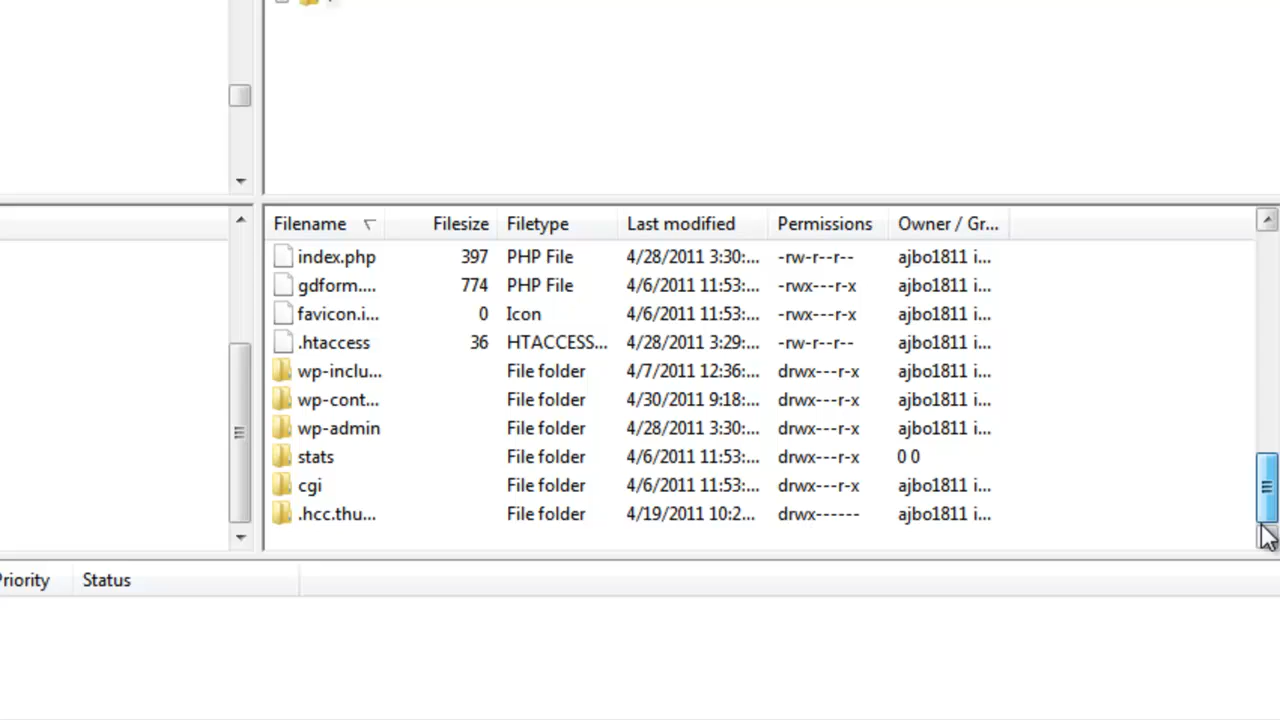 Filename Filesize Filetype Last modified Permissions Owner / Gr...
index.php 397 PHP File 4/28/2011 3:30:... -rw-r--r-- ajbo1811 i...
gdform.... 774 PHP File 4/6/2011 11:53:... -rwx---r-x ajbo1811 i...
favicon.i... 0 Icon 4/6/2011 11:53:... -rwx---r-x ajbo1811 i...
.htaccess 36 HTACCESS... 4/28/2011 3:29:... -rw-r--r-- ajbo1811 i...
wp-inclu... File folder 4/7/2011 12:36:... drwx---r-x ajbo1811 i...
wp-cont... File folder 4/30/2011 9:18:... drwx---r-x ajbo1811 i...
wp-admin File folder 4/28/2011 3:30:... drwx---r-x ajbo1811 i...
stats File folder 4/6/2011 11:53:... drwx---r-x 0 0
cgi File folder 4/6/2011 11:53:... drwx---r-x ajbo1811 i...
.hcc.thu... File folder 4/19/2011 10:2... drwx------ ajbo1811 i...
Priority Status